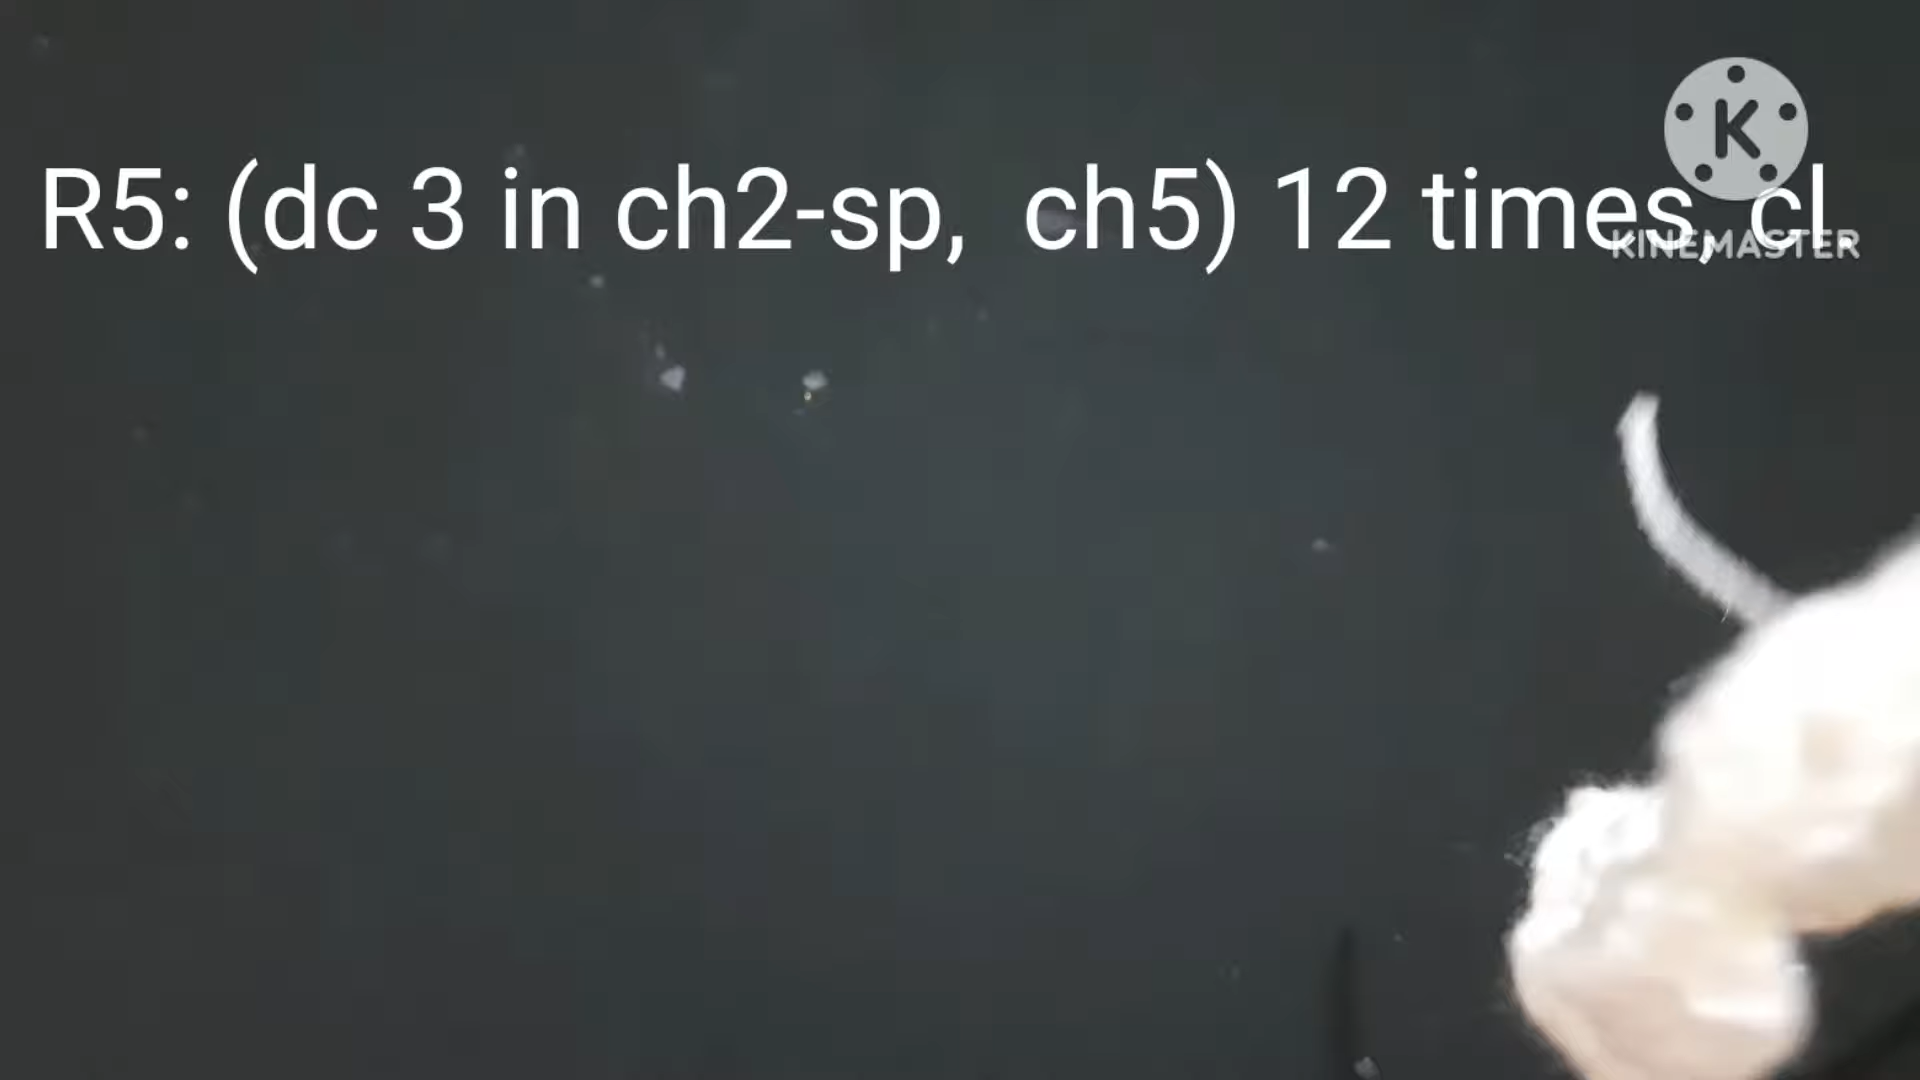 R5: (dc 3 in ch2-sp, ch5) 12 times, cl.
K
KINEMASTER